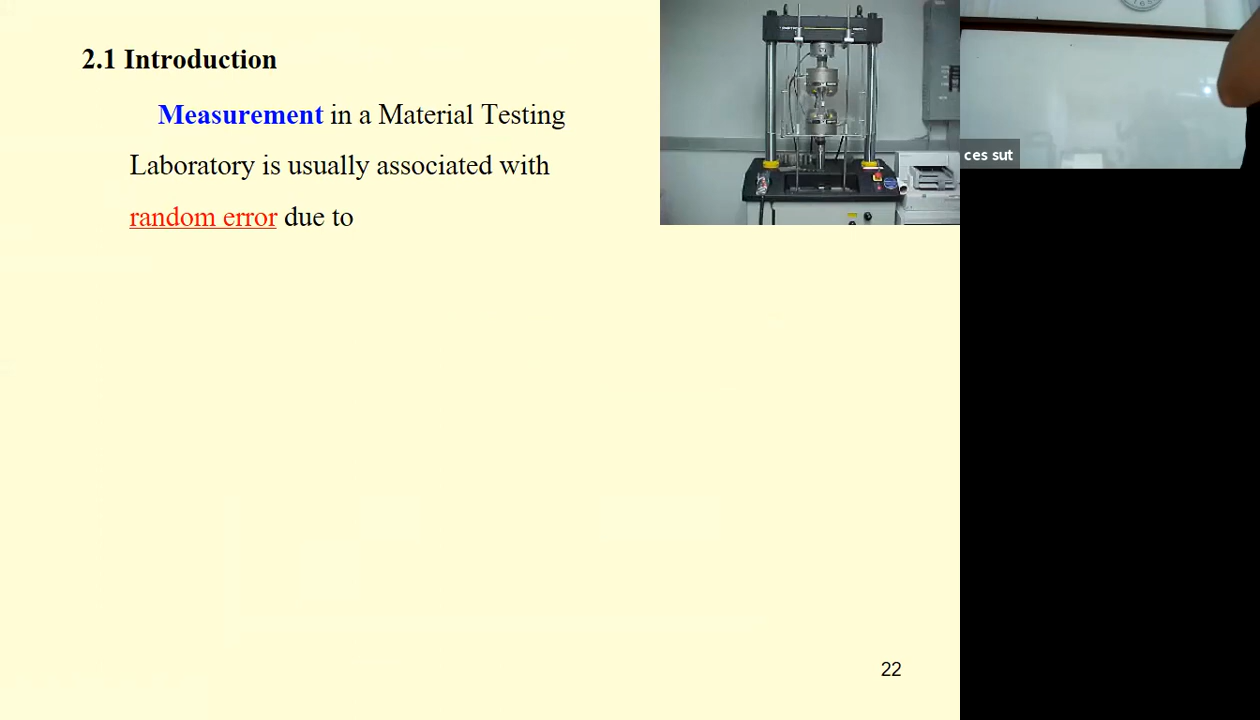 2.1 Introduction
Measurement in a Material Testing
Laboratory is usually associated with
random error due to
ces sut
22